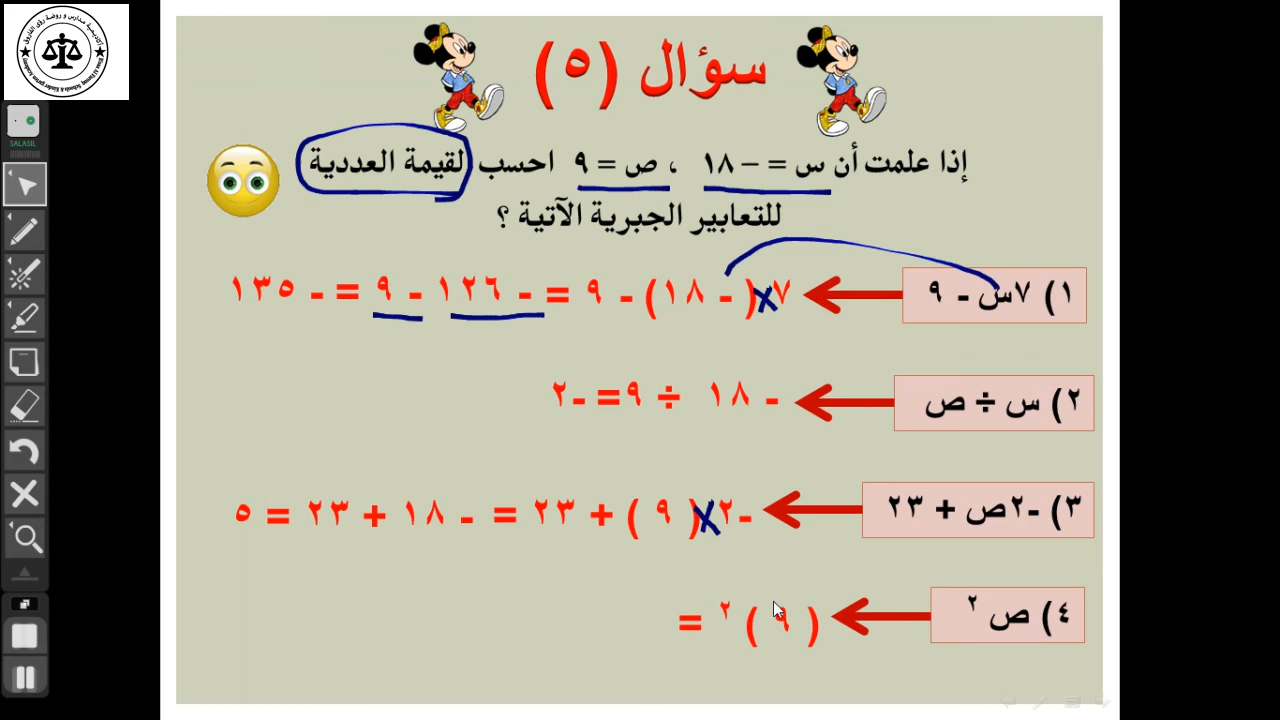 سؤال (٥)
إذا علمت أن س = – ١٨ ، ص = ٩ احسب لقيمة العددية
للتعابير الجبرية الآتية ؟
١) ٧س - ٩
٧×(- ١٨) - ٩ = - ١٢٦ - ٩ = - ١٣٥
٢) س ÷ ص
- ١٨ ÷ ٩ = -٢
٣) -٢ص + ٢٣
-٢×( ٩ ) + ٢٣ = - ١٨ + ٢٣ = ٥
٤) ص ٢
( ٩ ) ٢ =
SALASIL